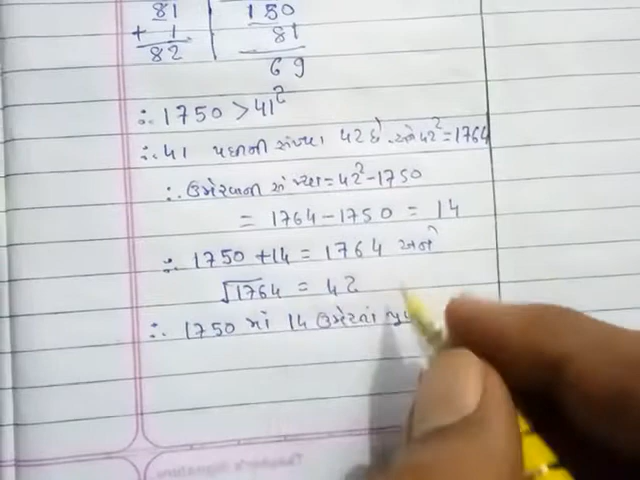 81 | 150
+ 1 | 81
82 | 69
∴ 1750 > 41²
∴ 41 પછીની સંખ્યા 42 છે. અને 42² = 1764
∴ ઉમેરવાની સંખ્યા = 42² - 1750
= 1764 - 1750 = 14
∴ 1750 + 14 = 1764 અને
√1764 = 42
∴ 1750 માં 14 ઉમેરતાં